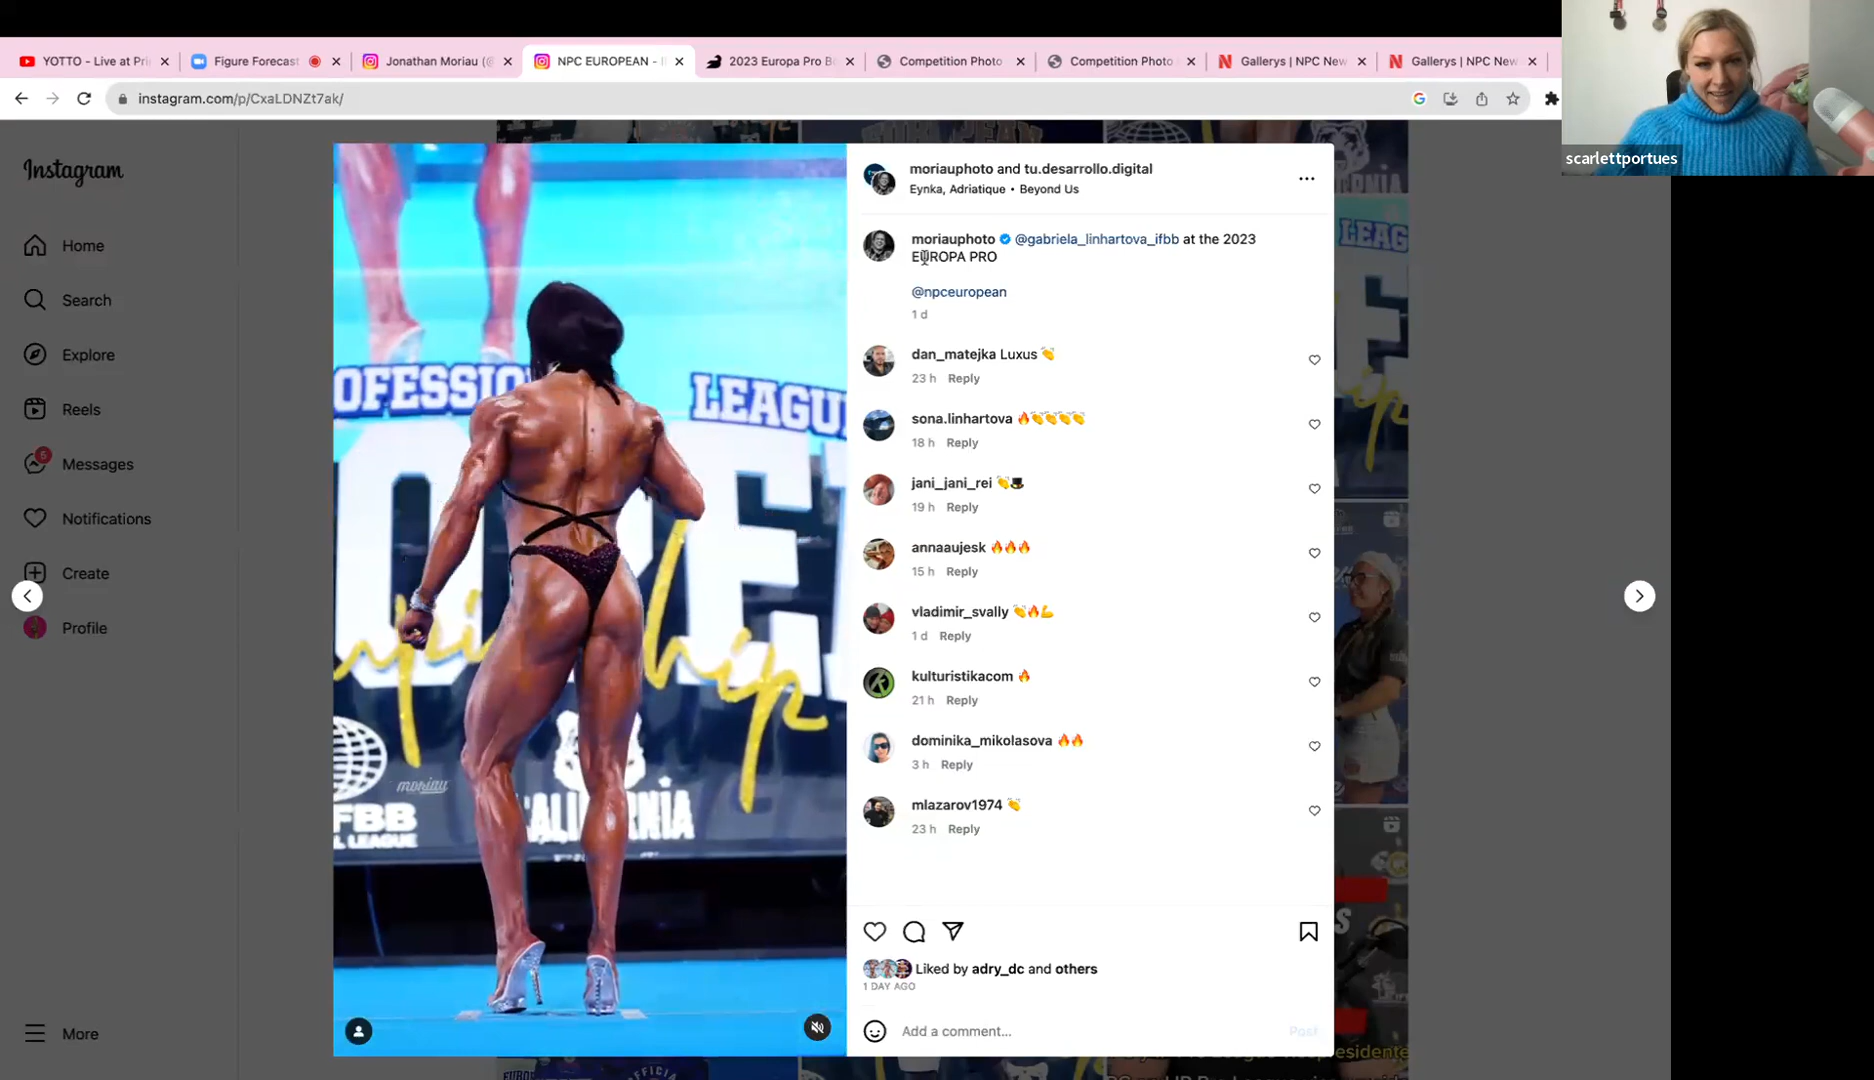 YOTTO - Live at Pri
Figure Forecast
Jonathan Moriau (@
NPC EUROPEAN - I
2023 Europa Pro B
Competition Photo
Competition Photo
Gallerys | NPC New
Gallerys | NPC New
instagram.com/p/CxaLDNZt7ak/
scarlettportues
Instagram
Home
Search
Explore
Reels
5
Messages
Notifications
Create
Profile
More
OFESSIO
LEAGU
FBB
L LEAGUE
moriau
CALIFORNIA
moriauphoto and tu.desarrollo.digital
Eynka, Adriatique • Beyond Us
moriauphoto @gabriela_linhartova_ifbb at the 2023
EUROPA PRO
@npceuropean
1 d
dan_matejka Luxus 👏
23 h Reply
sona.linhartova 🔥👏👏👏👏
18 h Reply
jani_jani_rei 👏🎩
19 h Reply
annaaujesk 🔥🔥🔥
15 h Reply
vladimir_svally 👏🔥💪
1 d Reply
kulturistikacom 🔥
21 h Reply
dominika_mikolasova 🔥🔥
3 h Reply
mlazarov1974 👏
23 h Reply
Liked by adry_dc and others
1 DAY AGO
Add a comment...
Post
LEAG